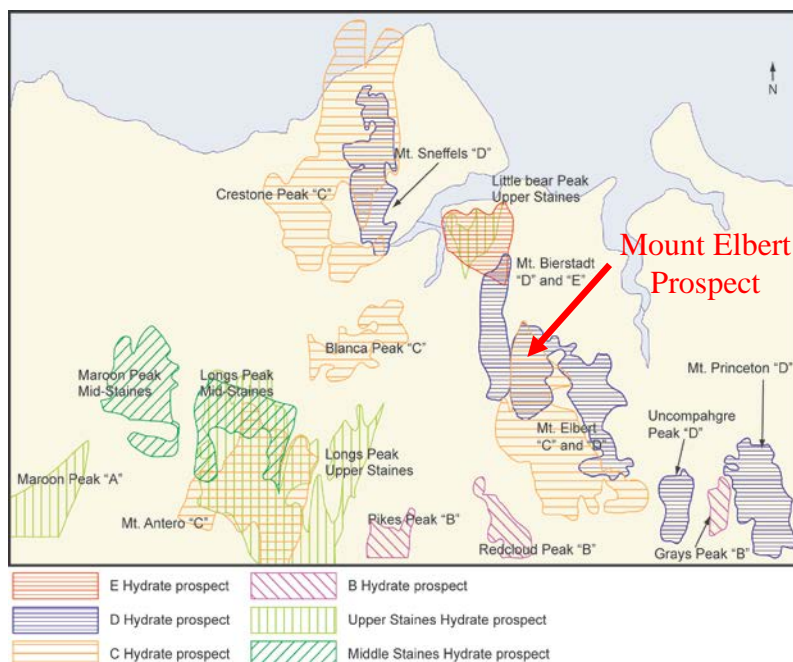 N
Mt. Sneffels “D”
Crestone Peak “C”
Little bear Peak
Upper Staines
Mount Elbert
Prospect
Mt. Bierstadt
“D” and “E”
Blanca Peak “C”
Maroon Peak
Mid-Staines
Longs Peak
Mid-Staines
Mt. Princeton “D”
Uncompahgre
Peak “D”
Mt. Elbert
“C” and “D”
Longs Peak
Upper Staines
Maroon Peak “A”
Mt. Antero “C”
Pikes Peak “B”
Redcloud Peak “B”
Grays Peak “B”
E Hydrate prospect
B Hydrate prospect
D Hydrate prospect
Upper Staines Hydrate prospect
C Hydrate prospect
Middle Staines Hydrate prospect